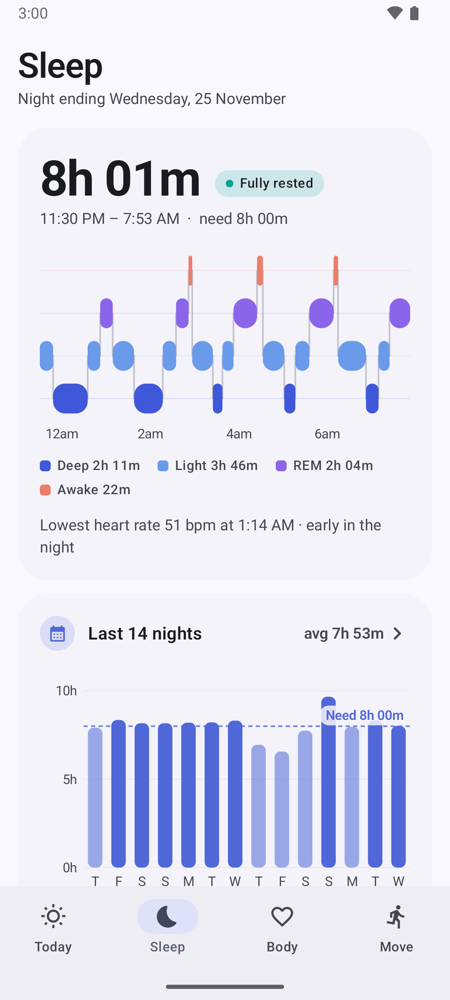 3:00
Sleep
Night ending Wednesday, 25 November
8h 01m
Fully rested
11:30 PM – 7:53 AM · need 8h 00m
12am 2am 4am 6am
Deep 2h 11m Light 3h 46m REM 2h 04m
Awake 22m
Lowest heart rate 51 bpm at 1:14 AM · early in the
night
Last 14 nights avg 7h 53m
10h
Need 8h 00m
5h
0h
T F S S M T W T F S S M T W
Today Sleep Body Move